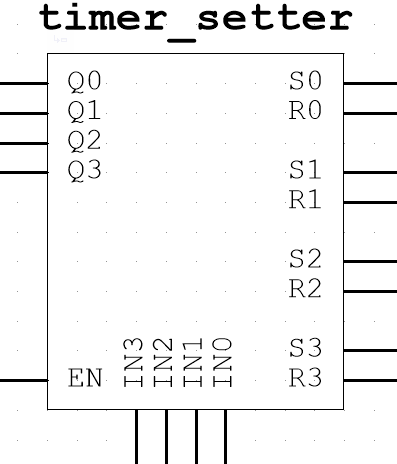 timer_setter
Q0 S0
Q1 R0
Q2
Q3 S1
R1
S2
R2
S3
EN IN3 IN2 IN1 IN0 R3